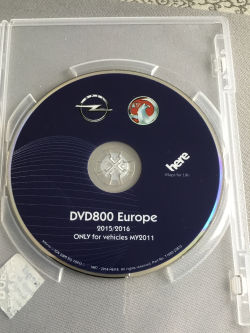 here
Maps for Life
DVD800 Europe
2015/2016
ONLY for vehicles MY2011